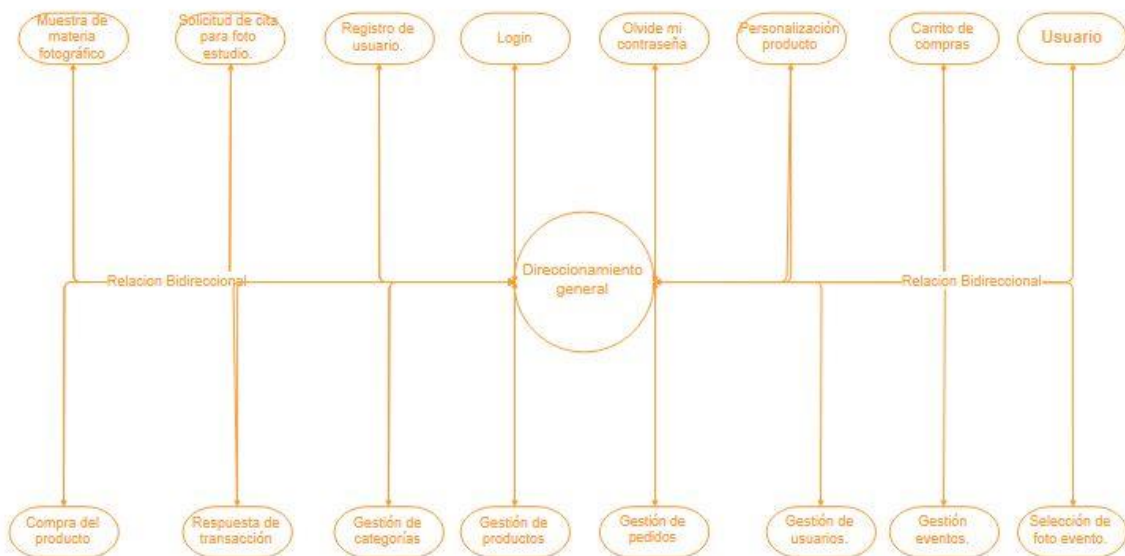 Muestra de
materia
fotográfico
Solicitud de cita
para foto
estudio.
Registro de
usuario.
Login
Olvide mi
contraseña
Personalización
producto
Carrito de
compras
Usuario
Relacion Bidireccional
Direccionamiento
general
Relacion Bidireccional
Compra del
producto
Respuesta de
transacción
Gestión de
categorías
Gestión de
productos
Gestión de
pedidos
Gestión de
usuarios.
Gestión
eventos.
Selección de
foto evento.